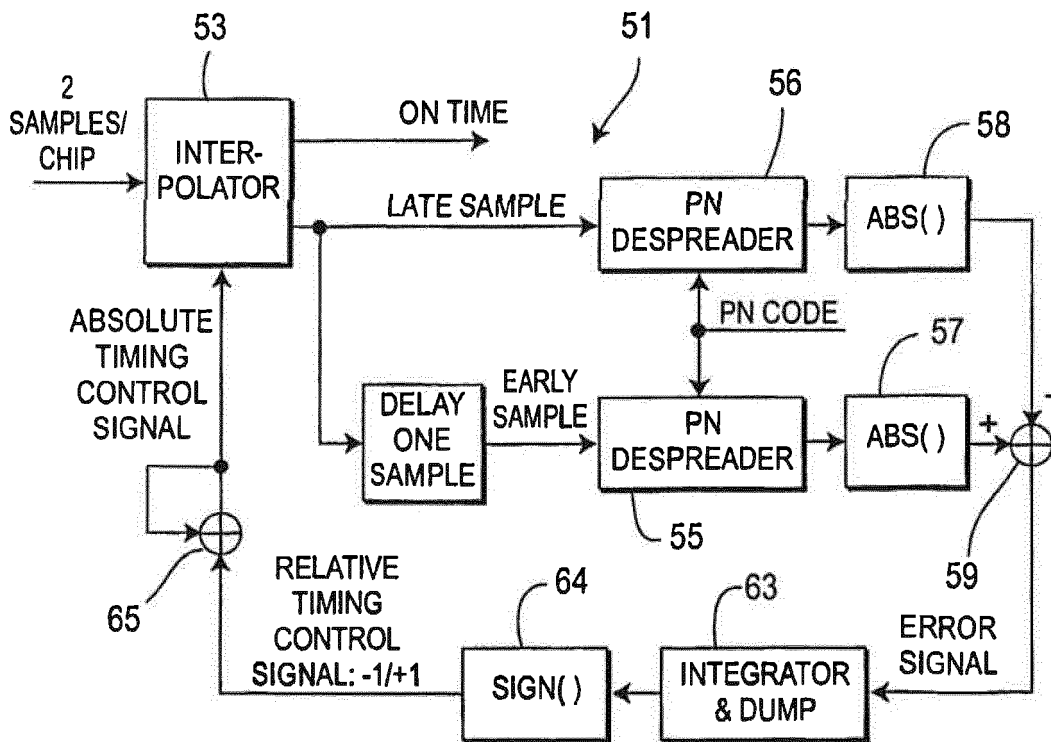 53
51
2
SAMPLES/
CHIP
INTER-
POLATOR
ON TIME
56
58
LATE SAMPLE
PN
DESPREADER
ABS( )
PN CODE
57
ABSOLUTE
TIMING
CONTROL
SIGNAL
DELAY
ONE
SAMPLE
EARLY
SAMPLE
PN
DESPREADER
ABS( )
+
-
55
59
65
RELATIVE
TIMING
CONTROL
SIGNAL: -1/+1
64
SIGN( )
63
INTEGRATOR
& DUMP
ERROR
SIGNAL